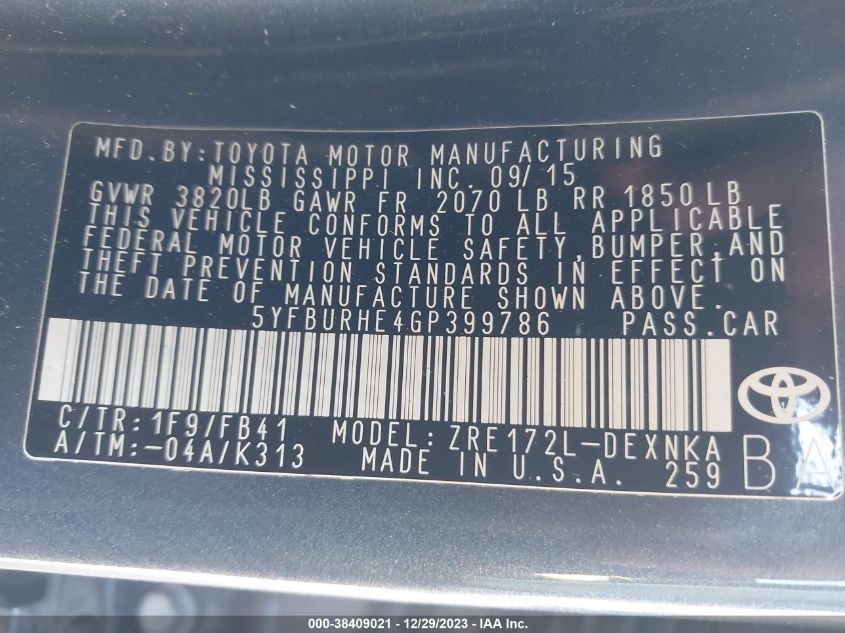 MFD.BY:TOYOTA MOTOR MANUFACTURING
MISSISSIPPI INC. 09/15
GVWR 3820LB GAWR FR 2070 LB RR 1850LB
THIS VEHICLE CONFORMS TO ALL APPLICABLE
FEDERAL MOTOR VEHICLE SAFETY,BUMPER,AND
THEFT PREVENTION STANDARDS IN EFFECT ON
THE DATE OF MANUFACTURE SHOWN ABOVE.
5YFBURHE4GP399786 PASS.CAR
C/TR:1F9/FB41 MODEL:ZRE172L-DEXNKA
A/TM:-04A/K313 MADE IN U.S.A. 259
BA
000-38409021 - 12/29/2023 - IAA Inc.